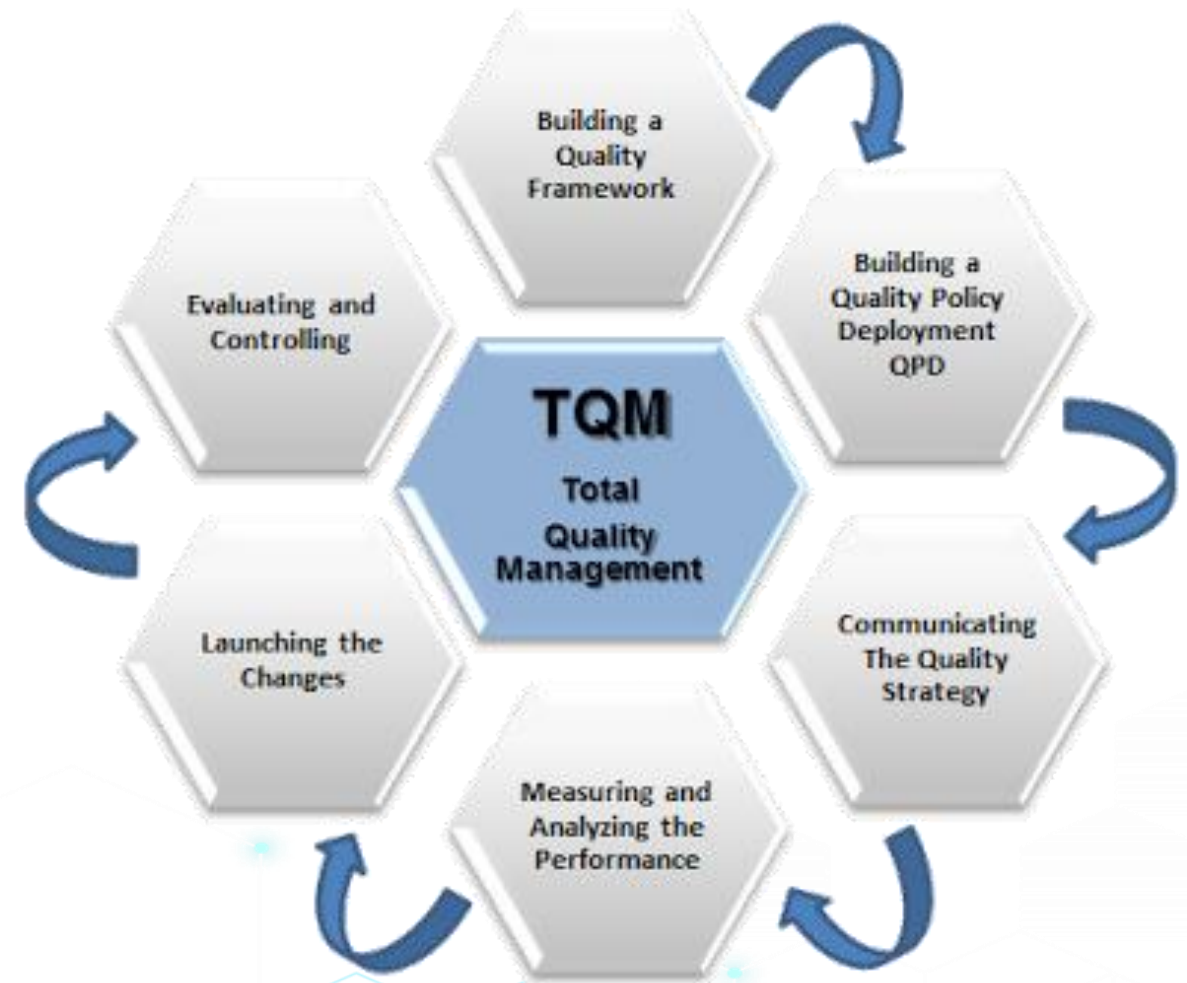 Building a
Quality
Framework
Building a
Quality Policy
Deployment
QPD
Communicating
The Quality
Strategy
Measuring and
Analyzing the
Performance
Launching the
Changes
Evaluating and
Controlling
TQM
Total
Quality
Management